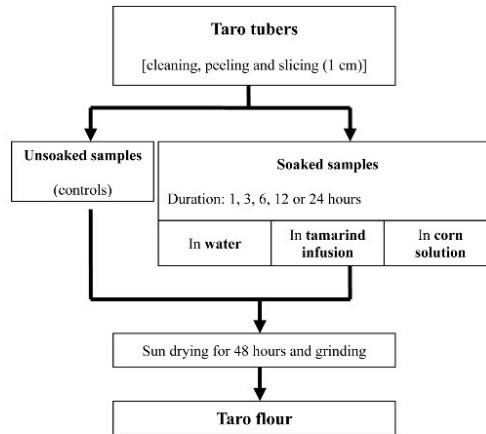 Taro tubers
[cleaning, peeling and slicing (1 cm)]
Unsoaked samples
(controls)
Soaked samples
Duration: 1, 3, 6, 12 or 24 hours
In water
In tamarind
infusion
In corn
solution
Sun drying for 48 hours and grinding
Taro flour